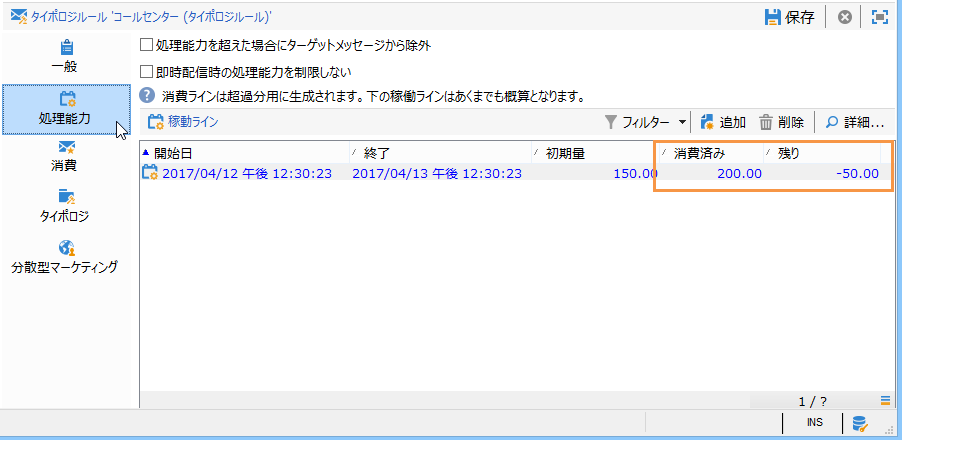 タイポロジルール 'コールセンター (タイポロジルール)'
保存
一般
処理能力
消費
タイポロジ
分散型マーケティング
処理能力を超えた場合にターゲットメッセージから除外
即時配信時の処理能力を制限しない
消費ラインは超過分用に生成されます。下の稼働ラインはあくまでも概算となります。
稼動ライン フィルター 追加 削除 詳細...
開始日 終了 初期量 消費済み 残り
2017/04/12 午後 12:30:23 2017/04/13 午後 12:30:23 150.00 200.00 -50.00
1 / ?
INS